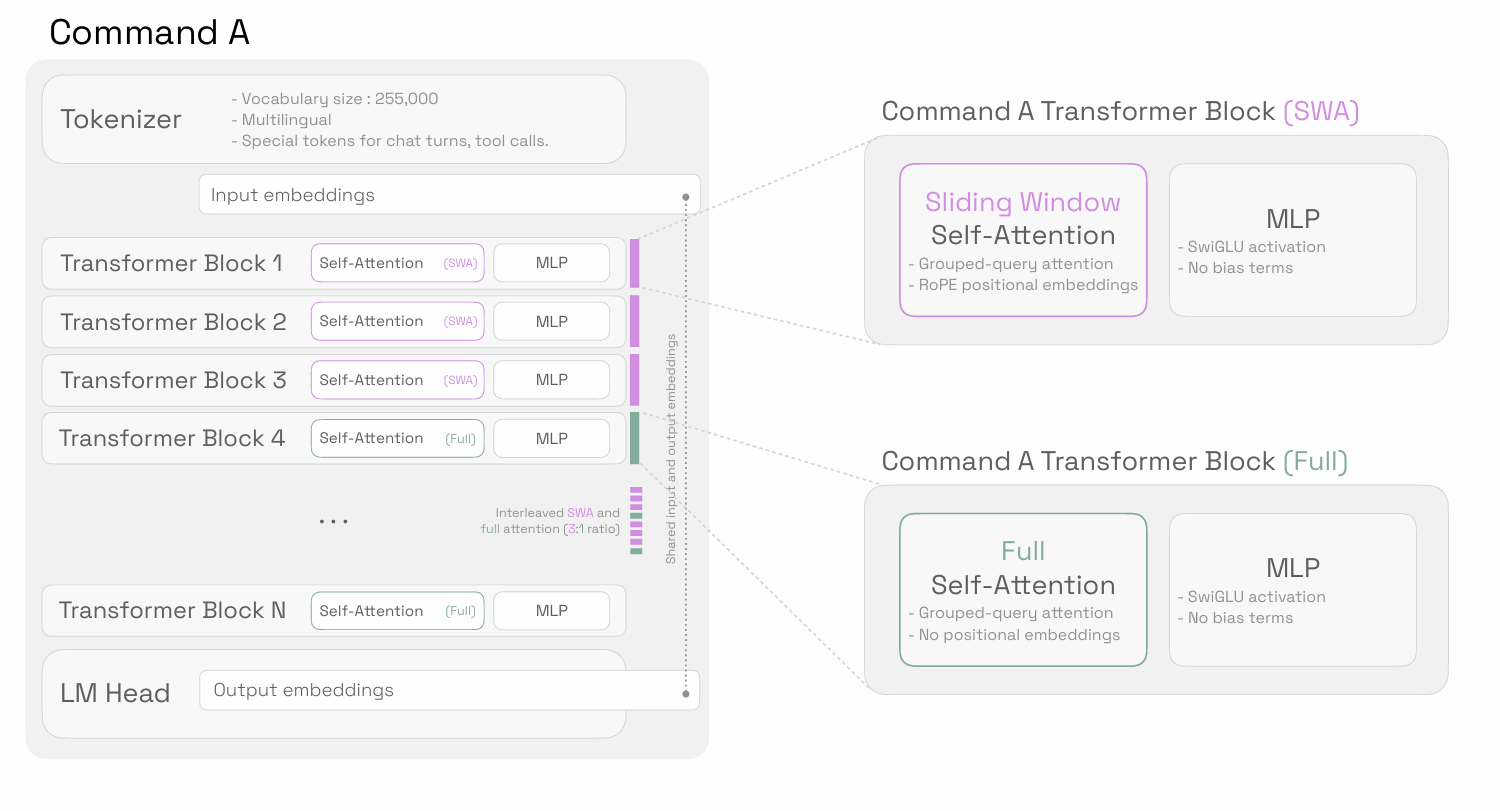 Command A
Tokenizer
- Vocabulary size : 255,000
- Multilingual
- Special tokens for chat turns, tool calls.
Input embeddings
Transformer Block 1
Self-Attention (SWA)
MLP
Transformer Block 2
Self-Attention (SWA)
MLP
Transformer Block 3
Self-Attention (SWA)
MLP
Transformer Block 4
Self-Attention (Full)
MLP
...
Interleaved SWA and
full attention (3:1 ratio)
Shared input and output embeddings
Transformer Block N
Self-Attention (Full)
MLP
LM Head
Output embeddings
Command A Transformer Block (SWA)
Sliding Window
Self-Attention
- Grouped-query attention
- RoPE positional embeddings
MLP
- SwiGLU activation
- No bias terms
Command A Transformer Block (Full)
Full
Self-Attention
- Grouped-query attention
- No positional embeddings
MLP
- SwiGLU activation
- No bias terms